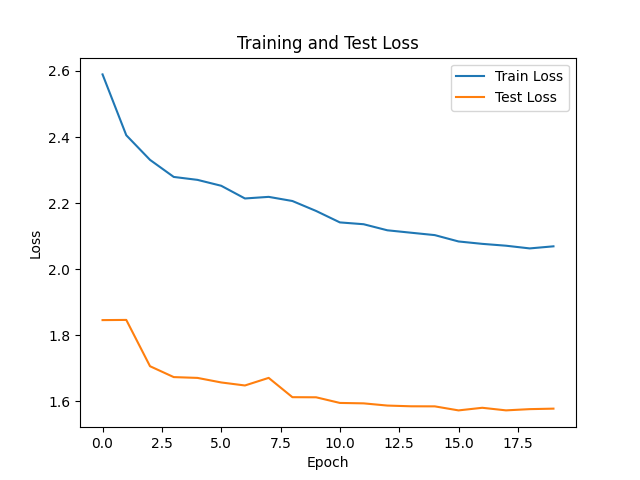 Training and Test Loss
Train Loss
Test Loss
2.6
2.4
2.2
2.0
1.8
1.6
Loss
0.0 2.5 5.0 7.5 10.0 12.5 15.0 17.5
Epoch